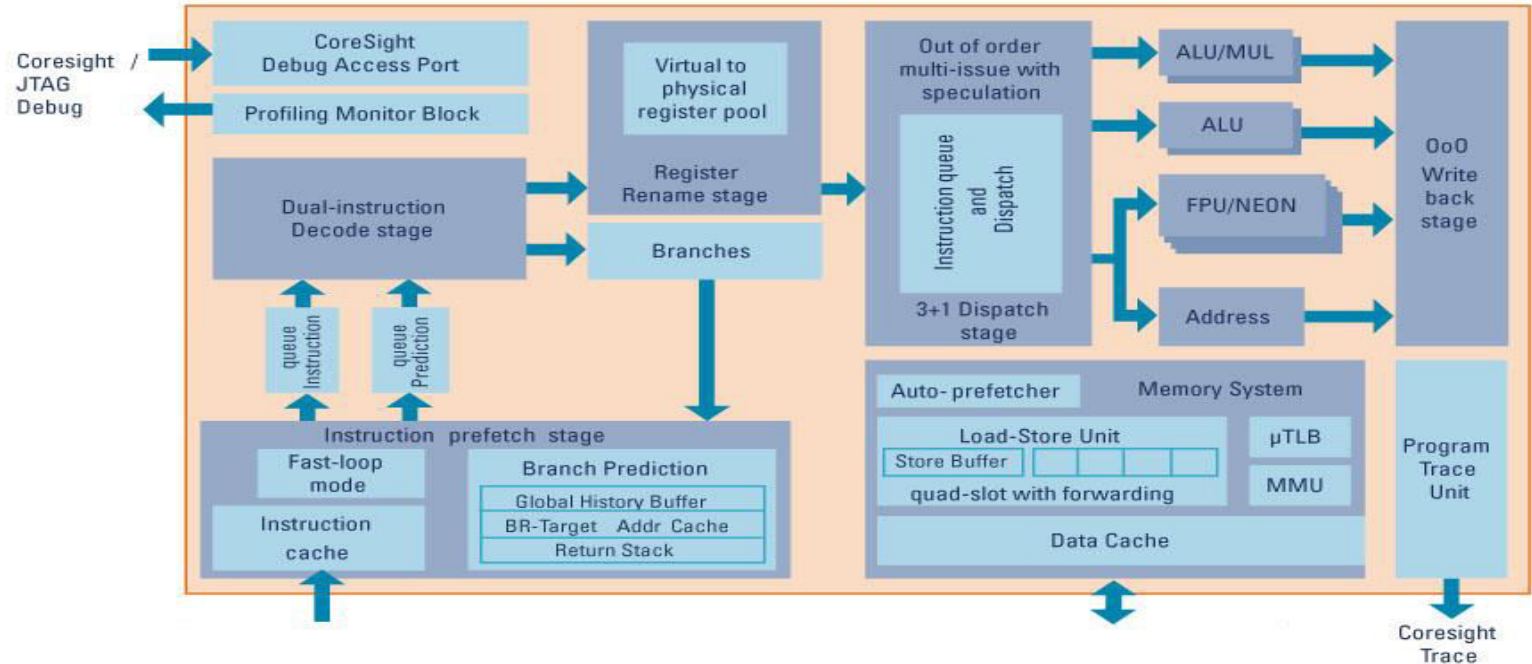 Coresight /
JTAG
Debug
CoreSight
Debug Access Port
Profiling Monitor Block
Dual-instruction
Decode stage
queue
Instruction
queue
Prediction
Instruction prefetch stage
Fast-loop
mode
Instruction
cache
Branch Prediction
Global History Buffer
BR-Target Addr Cache
Return Stack
Virtual to
physical
register pool
Register
Rename stage
Branches
Out of order
multi-issue with
speculation
Instruction queue
and
Dispatch
3+1 Dispatch
stage
ALU/MUL
ALU
FPU/NEON
Address
OoO
Write
back
stage
Auto-prefetcher
Memory System
Load-Store Unit
Store Buffer
quad-slot with forwarding
µTLB
MMU
Data Cache
Program
Trace
Unit
Coresight
Trace